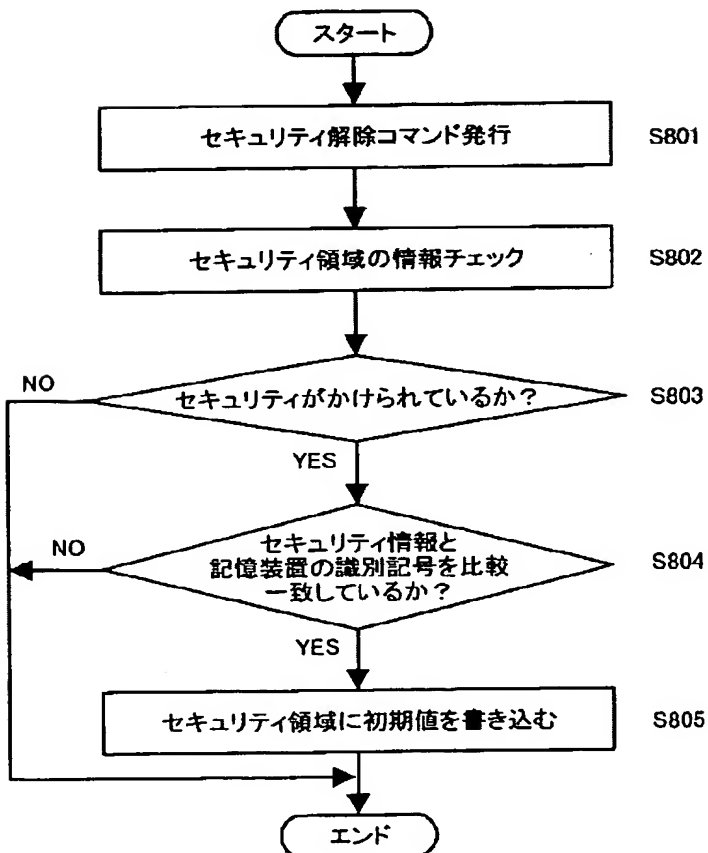 スタート
セキュリティ解除コマンド発行
S801
セキュリティ領域の情報チェック
S802
NO
セキュリティがかけられているか?
S803
YES
NO
セキュリティ情報と
記憶装置の識別記号を比較
一致しているか?
S804
YES
セキュリティ領域に初期値を書き込む
S805
エンド